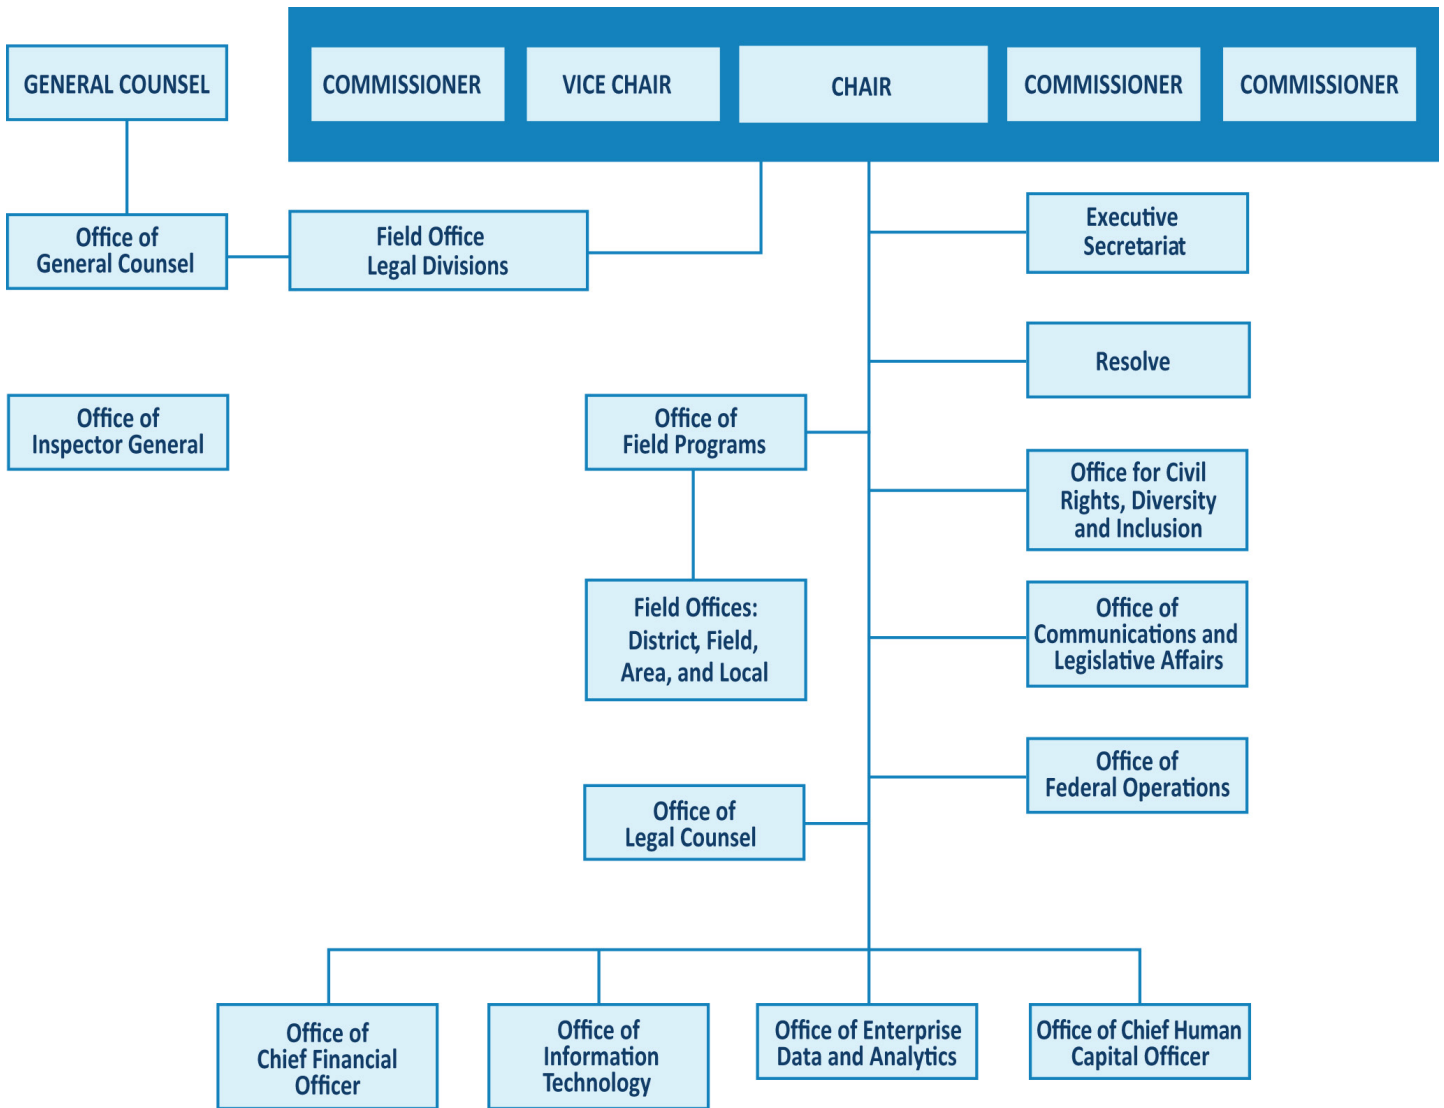 GENERAL COUNSEL
COMMISSIONER
VICE CHAIR
CHAIR
COMMISSIONER
COMMISSIONER
Office of
General Counsel
Field Office
Legal Divisions
Executive
Secretariat
Resolve
Office of
Inspector General
Office of
Field Programs
Office for Civil
Rights, Diversity
and Inclusion
Field Offices:
District, Field,
Area, and Local
Office of
Communications and
Legislative Affairs
Office of
Federal Operations
Office of
Legal Counsel
Office of
Chief Financial
Officer
Office of
Information
Technology
Office of Enterprise
Data and Analytics
Office of Chief Human
Capital Officer